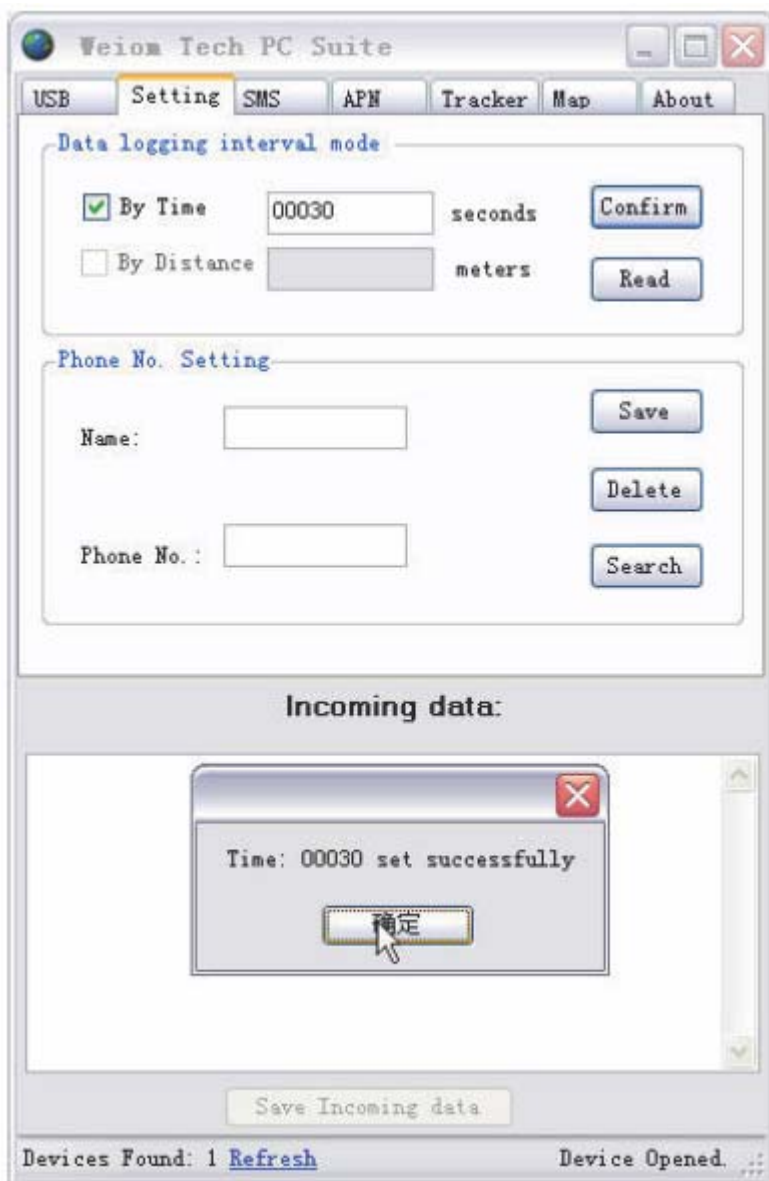 Weiom Tech PC Suite
USB Setting SMS APN Tracker Map About
Data logging interval mode
By Time 00030 seconds Confirm
By Distance meters Read
Phone No. Setting
Name: Save
Delete
Phone No.: Search
Incoming data:
Time: 00030 set successfully
确定
Save Incoming data
Devices Found: 1 Refresh Device Opened.